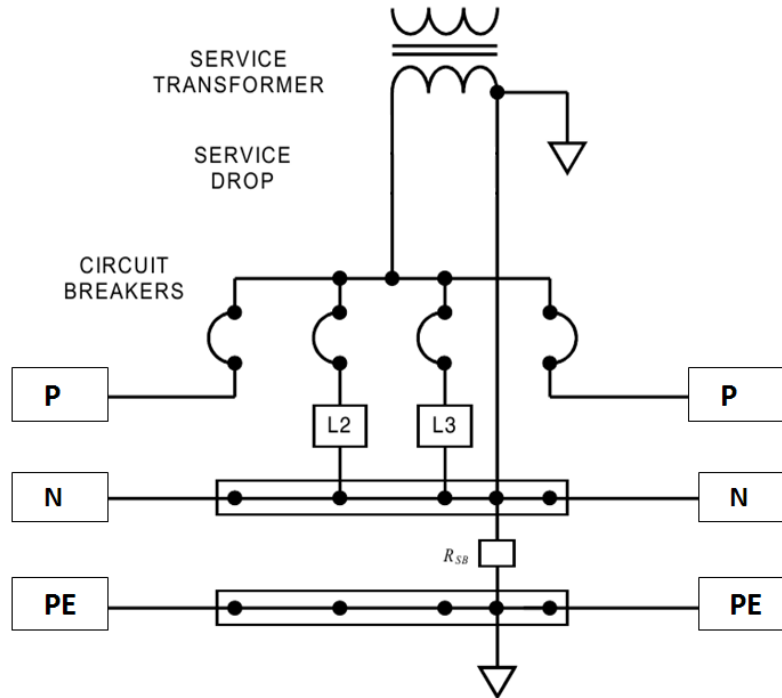 SERVICE
TRANSFORMER
SERVICE
DROP
CIRCUIT
BREAKERS
P
P
L2
L3
N
N
R_SB
PE
PE